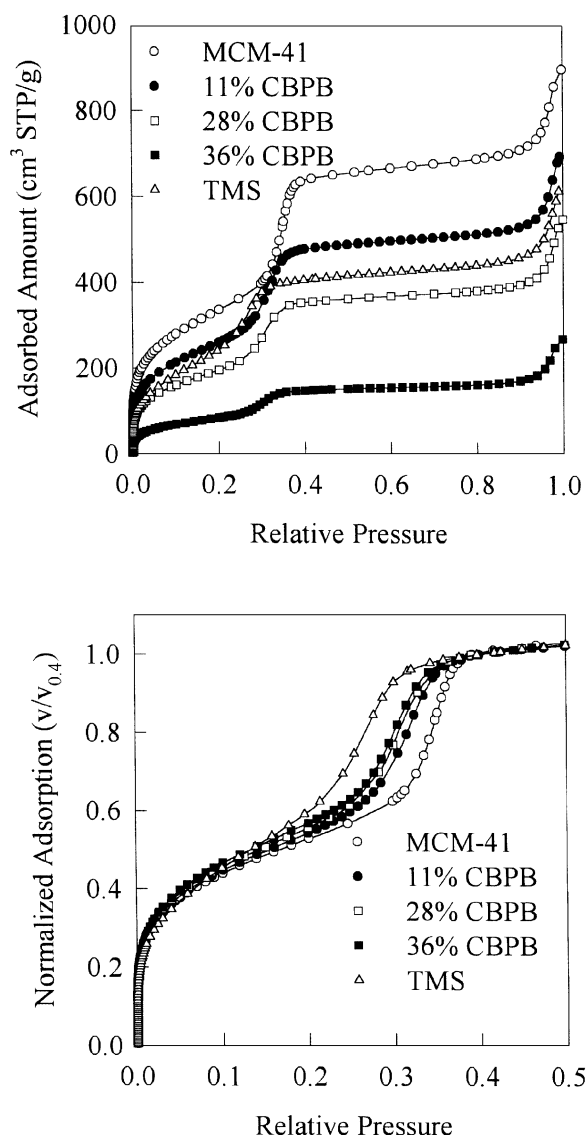 Adsorbed Amount (cm³ STP/g)
1000
800
600
400
200
0
MCM-41
11% CBPB
28% CBPB
36% CBPB
TMS
0.0 0.2 0.4 0.6 0.8 1.0
Relative Pressure
Normalized Adsorption (v/v₀.₄)
1.0
0.8
0.6
0.4
0.2
0.0
MCM-41
11% CBPB
28% CBPB
36% CBPB
TMS
0.0 0.1 0.2 0.3 0.4 0.5
Relative Pressure